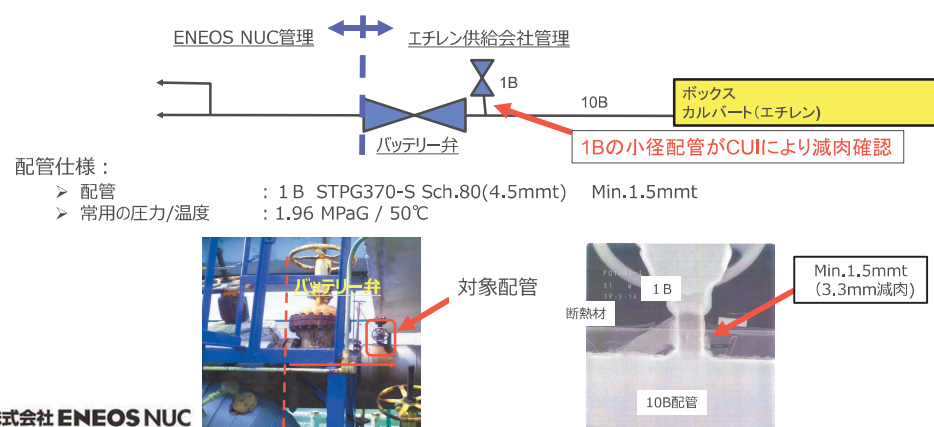 ENEOS NUC管理
エチレン供給会社管理
1B
10B
ボックス
カルバート(エチレン)
バッテリー弁
1Bの小径配管がCUIにより減肉確認
配管仕様:
➢ 配管 : 1B STPG370-S Sch.80(4.5mmt) Min.1.5mmt
➢ 常用の圧力/温度 : 1.96 MPaG / 50℃
バッテリー弁
対象配管
1B
断熱材
Min.1.5mmt
(3.3mm減肉)
10B配管
式会社 ENEOS NUC